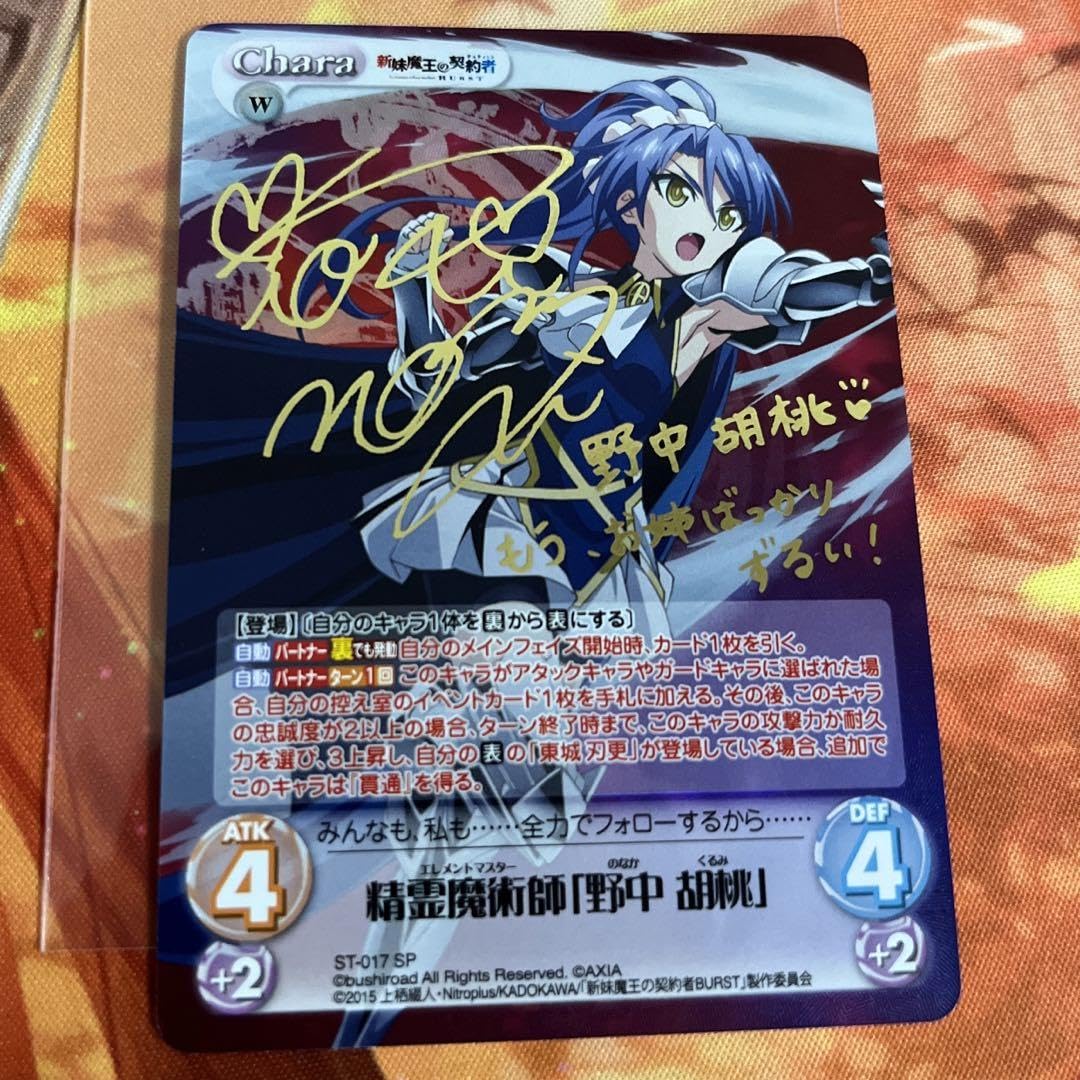 Chara
新妹魔王の契約者
BURST
W
野中 胡桃
もう、お姉ばっかり
ずるい!
【登場】〔自分のキャラ1体を裏から表にする〕
自動 パートナー 裏でも発動 自分のメインフェイズ開始時、カード1枚を引く。
自動 パートナー ターン1回 このキャラがアタックキャラやガードキャラに選ばれた場
合、自分の控え室のイベントカード1枚を手札に加える。その後、このキャラ
の忠誠度が2以上の場合、ターン終了時まで、このキャラの攻撃力か耐久
力を選び、3上昇し、自分の表の「東城 刃更」が登場している場合、追加で
このキャラは「貫通」を得る。
みんなも、私も……全力でフォローするから……
ATK
4
DEF
4
エレメントマスター のなか くるみ
精霊魔術師「野中 胡桃」
+2
+2
ST-017 SP
©bushiroad All Rights Reserved. ©AXIA
©2015 上栖綴人・Nitroplus/KADOKAWA/「新妹魔王の契約者BURST」製作委員会